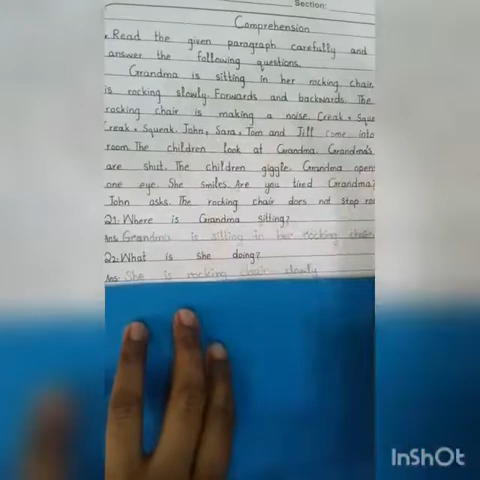 Section:
Comprehension
Read the given paragraph carefully and
answer the following questions.
Grandma is sitting in her rocking chair
is rocking slowly. Forwards and backwards. The
rocking chair is making a noise. Creak, Sque
Creak, Squeak. John, Sara, Tom and Jill come into
room. The children look at Grandma. Grandma's
are shut. The children giggle. Grandma opens
one eye. She smiles. Are you tired Grandma?
John asks. The rocking chair does not stop roc
Q1. Where is Grandma sitting?
Ans. Grandma is sitting in her rocking chair.
Q2. What is she doing?
Ans. She is rocking chair slowly
InShOt